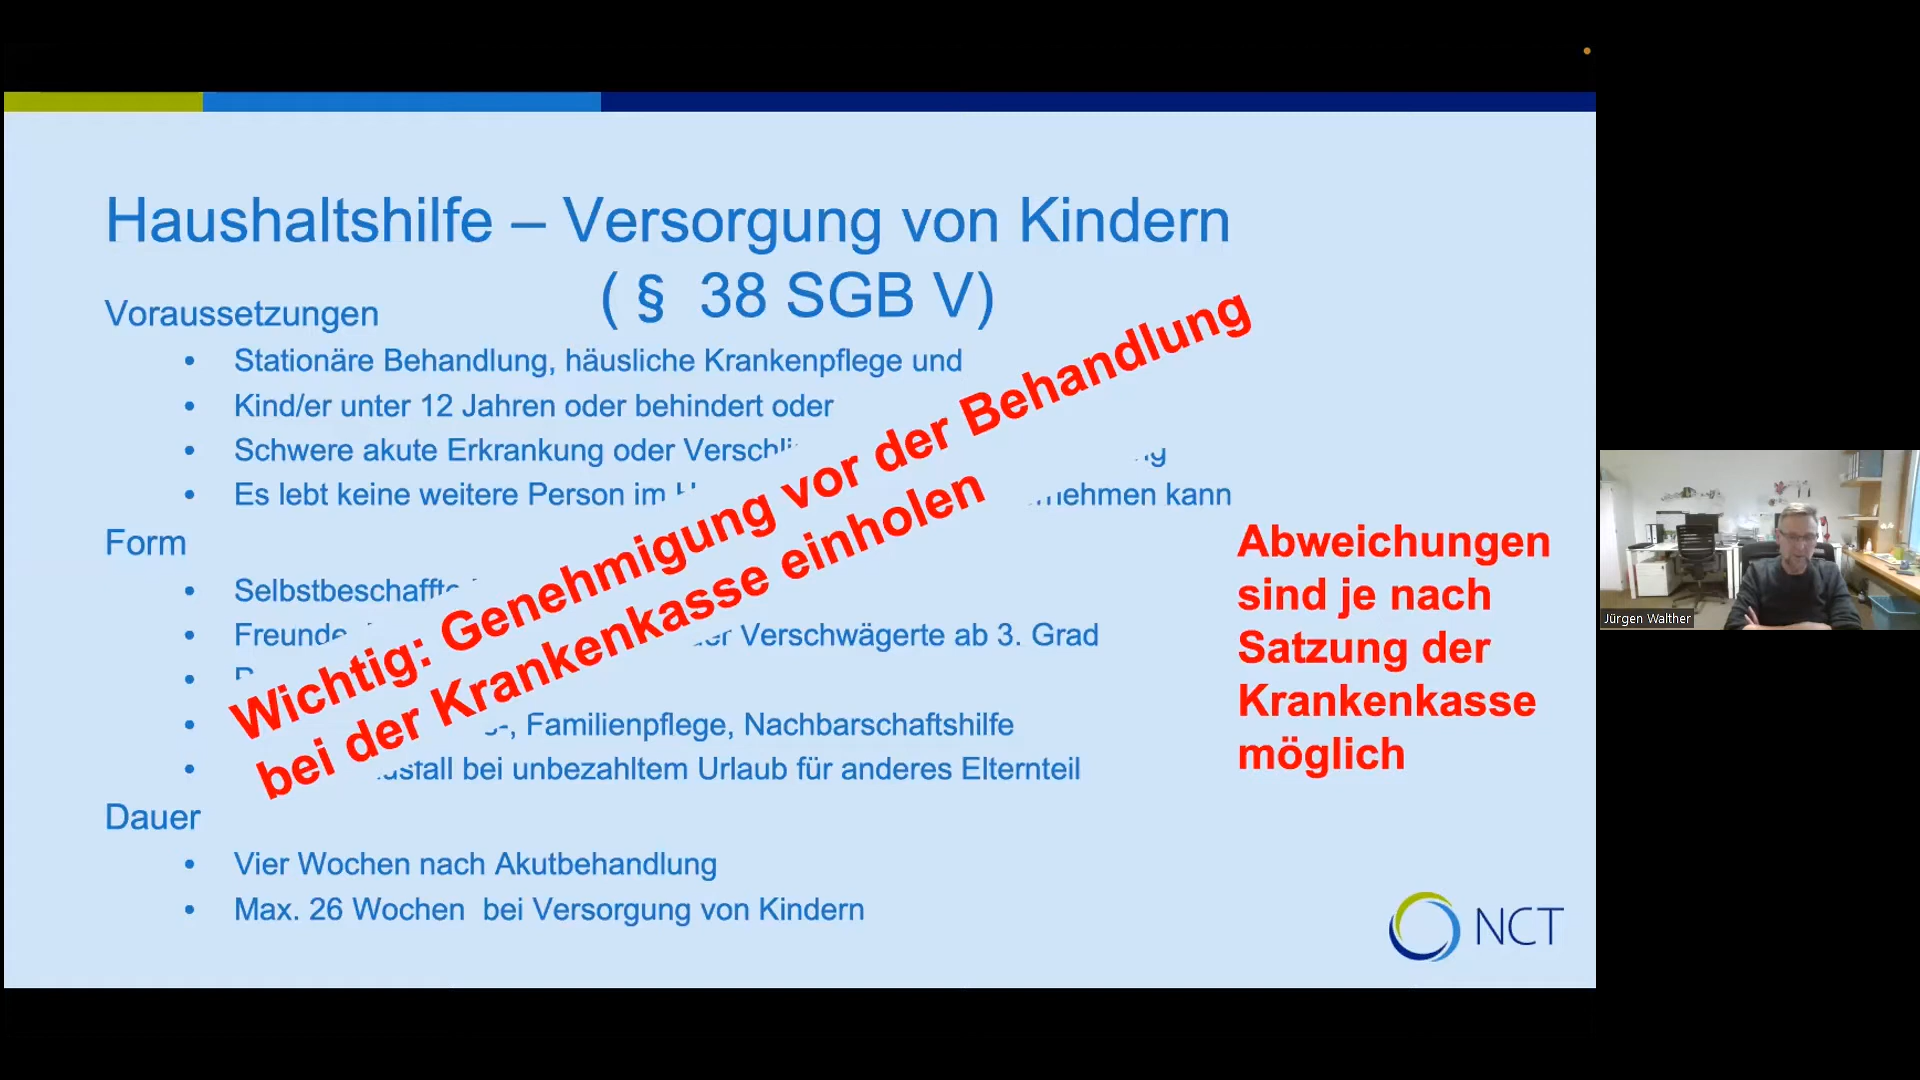 Haushaltshilfe – Versorgung von Kindern
( § 38 SGB V)
Voraussetzungen
• Stationäre Behandlung, häusliche Krankenpflege und
• Kind/er unter 12 Jahren oder behindert oder
• Schwere akute Erkrankung oder
• Es lebt keine weitere Person im nehmen kann
Form
• Selbstbeschaffte
• Freunde Verschwägerte ab 3. Grad
•
• Familienpflege, Nachbarschaftshilfe
• bei unbezahltem Urlaub für anderes Elternteil
Dauer
• Vier Wochen nach Akutbehandlung
• Max. 26 Wochen bei Versorgung von Kindern
Wichtig: Genehmigung vor der Behandlung
bei der Krankenkasse einholen
Abweichungen
sind je nach
Satzung der
Krankenkasse
möglich
NCT
Jürgen Walther